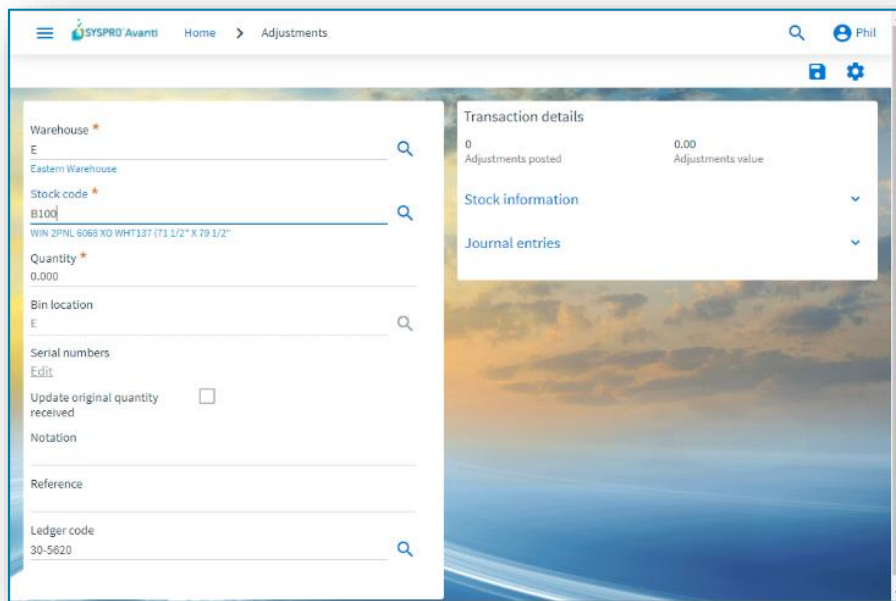 SYSPRO Avanti Home > Adjustments Phil
Warehouse *
E
Eastern Warehouse
Stock code *
B100
WIN 2PNL 6068 XO WHT137 (71 1/2" X 79 1/2"
Quantity *
0.000
Bin location
E
Serial numbers
Edit
Update original quantity
received
Notation
Reference
Ledger code
30-5620
Transaction details
0 0.00
Adjustments posted Adjustments value
Stock information
Journal entries